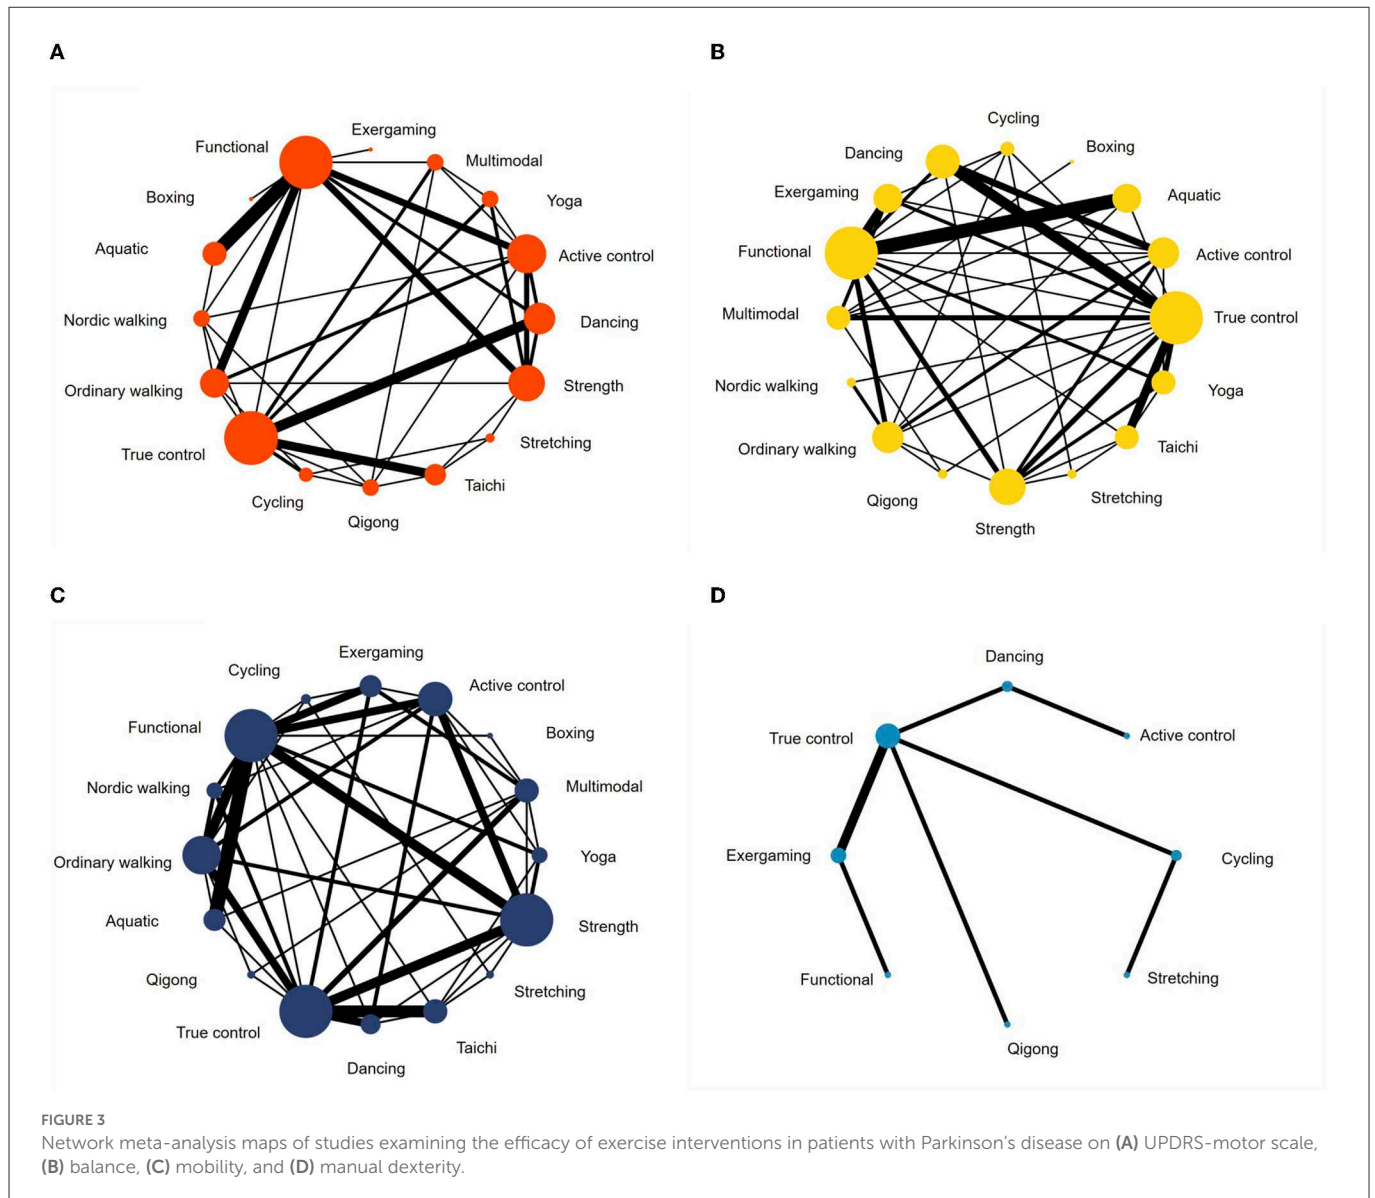 A
B
Exergaming
Functional
Multimodal
Boxing
Yoga
Aquatic
Active control
Nordic walking
Dancing
Ordinary walking
Strength
True control
Stretching
Cycling
Taichi
Qigong
Cycling
Boxing
Dancing
Exergaming
Aquatic
Functional
Active control
Multimodal
True control
Nordic walking
Yoga
Ordinary walking
Taichi
Qigong
Stretching
Strength
C
D
Exergaming
Cycling
Active control
Functional
Boxing
Nordic walking
Multimodal
Ordinary walking
Yoga
Aquatic
Strength
Qigong
Stretching
True control
Taichi
Dancing
Dancing
True control
Active control
Exergaming
Cycling
Functional
Stretching
Qigong
FIGURE 3
Network meta-analysis maps of studies examining the efficacy of exercise interventions in patients with Parkinson's disease on (A) UPDRS-motor scale,
(B) balance, (C) mobility, and (D) manual dexterity.